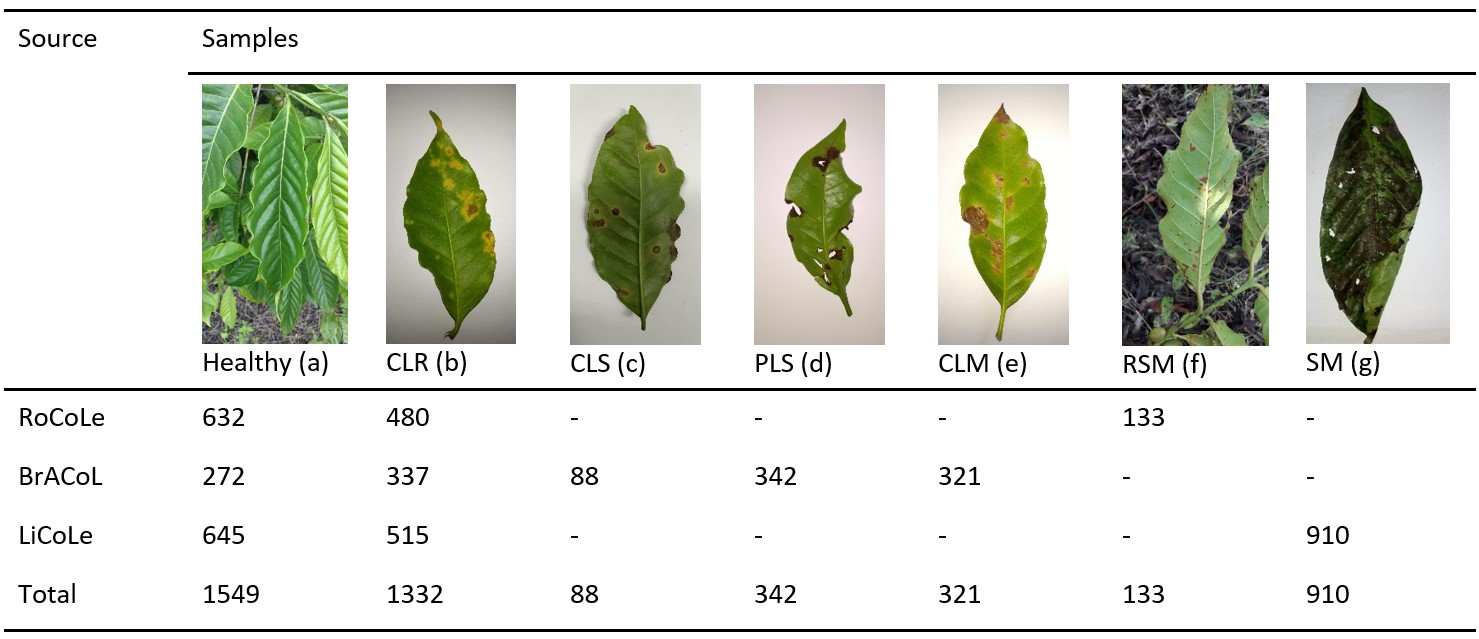 Source Samples
Healthy (a) CLR (b) CLS (c) PLS (d) CLM (e) RSM (f) SM (g)
RoCoLe 632 480 - - - 133 -
BrACoL 272 337 88 342 321 - -
LiCoLe 645 515 - - - - 910
Total 1549 1332 88 342 321 133 910